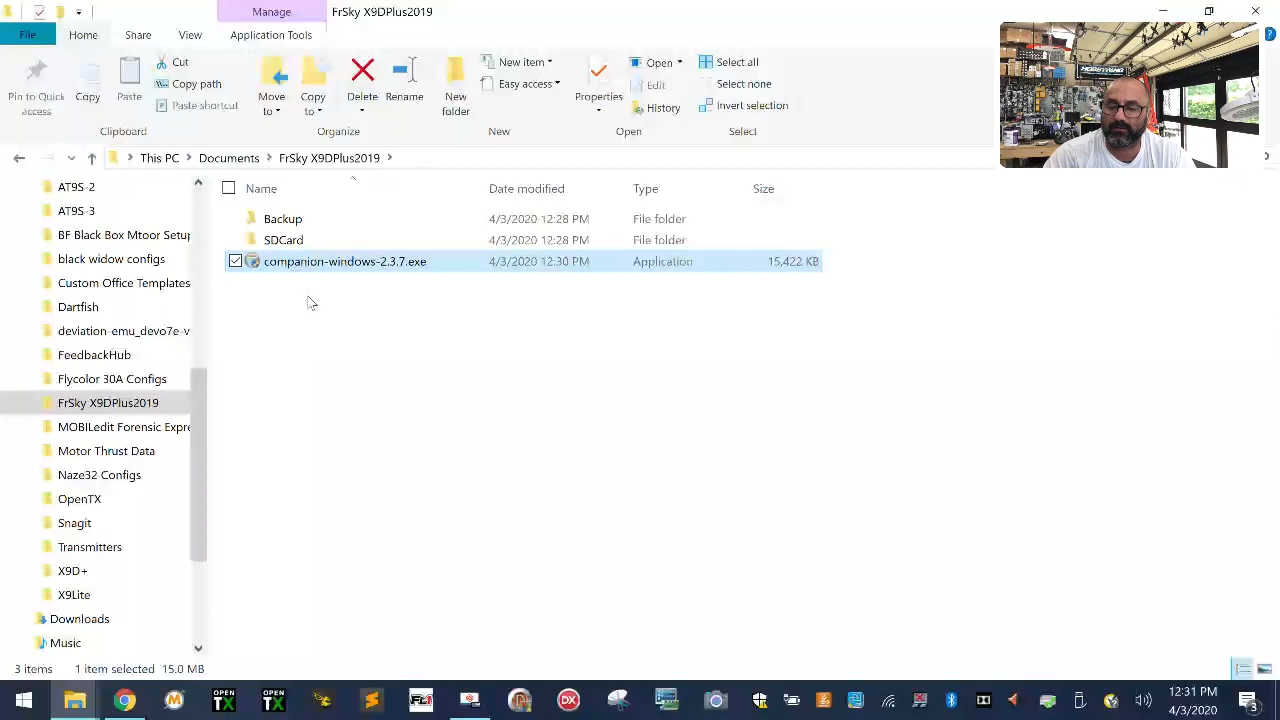 Manage
FrSky X9DPlus2019
File
Home
Share
View
Application Tools
Pin to Quick access
Copy
Paste
Cut
Copy path
Paste shortcut
Move to
Copy to
Delete
Rename
New folder
New item
Easy access
Properties
Open
Edit
History
Select all
Select none
Invert selection
Clipboard
Organize
New
Open
Select
This PC
Documents
FrSky X9DPlus2019
Name
Date modified
Type
Size
Backup
4/3/2020 12:28 PM
File folder
SDCard
4/3/2020 12:28 PM
File folder
companion-windows-2.3.7.exe
4/3/2020 12:30 PM
Application
15,422 KB
AT9S-2
AT9S-3
BF Black Box Mtoor Setup
black widow configs
Custom Office Templates
Dartfish
deviation-emu_devo7e-v
FeedbackHub
Flycolor 30A Configs
FrSky X9DPlus2019
MOBILedit Forensic Expre
Motor Thrust Data
Naze32 Configs
OpenTX
Snagit
Transmitters
X9D+
X9Lite
Downloads
Music
3 items
1 item selected
15.0 MB
HOBBYWING
OPEN TX
OPEN TX
12:31 PM
4/3/2020
3